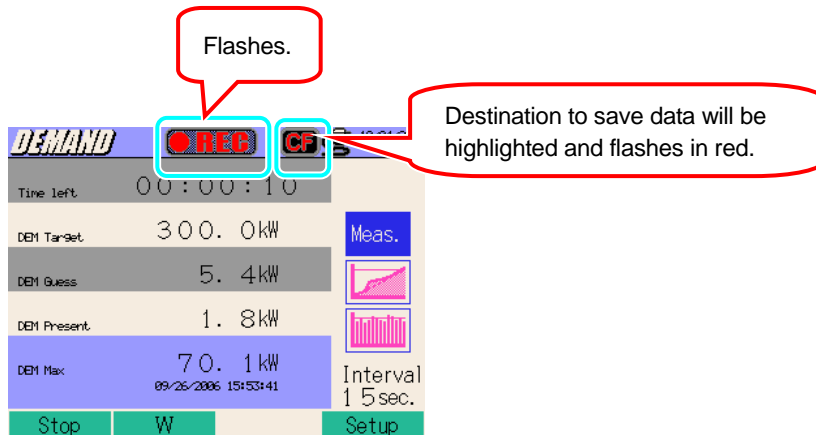 Flashes.
Destination to save data will be
highlighted and flashes in red.
DEMAND
REC
CF
Time left 00:00:10
DEM Target 300.0kW
Meas.
DEM Guess 5.4kW
DEM Present 1.8kW
DEM Max 70.1kW
09/26/2006 15:53:41
Interval
15sec.
Stop W Setup